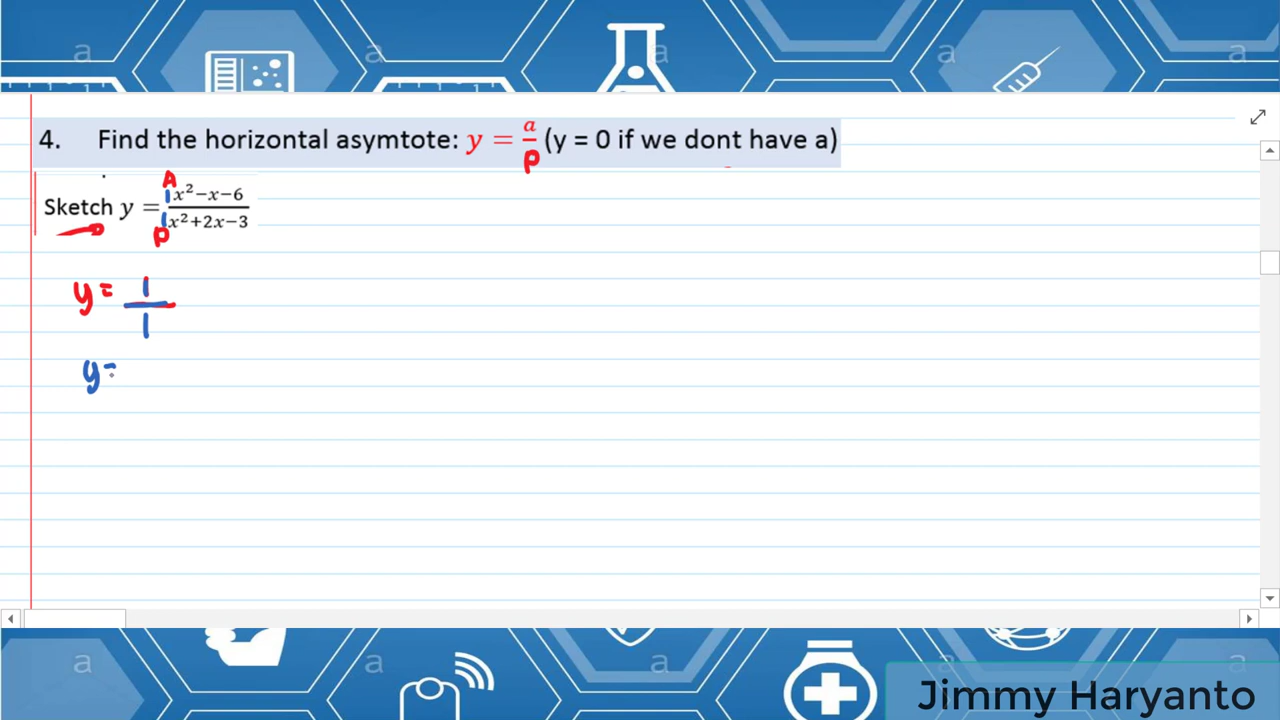 a a a a a
4. Find the horizontal asymtote: y = a/p (y = 0 if we dont have a)
A
Sketch y = 1x²−x−6 / 1x²+2x−3
p
y = 1/1
y =
a a a a
Jimmy Haryanto